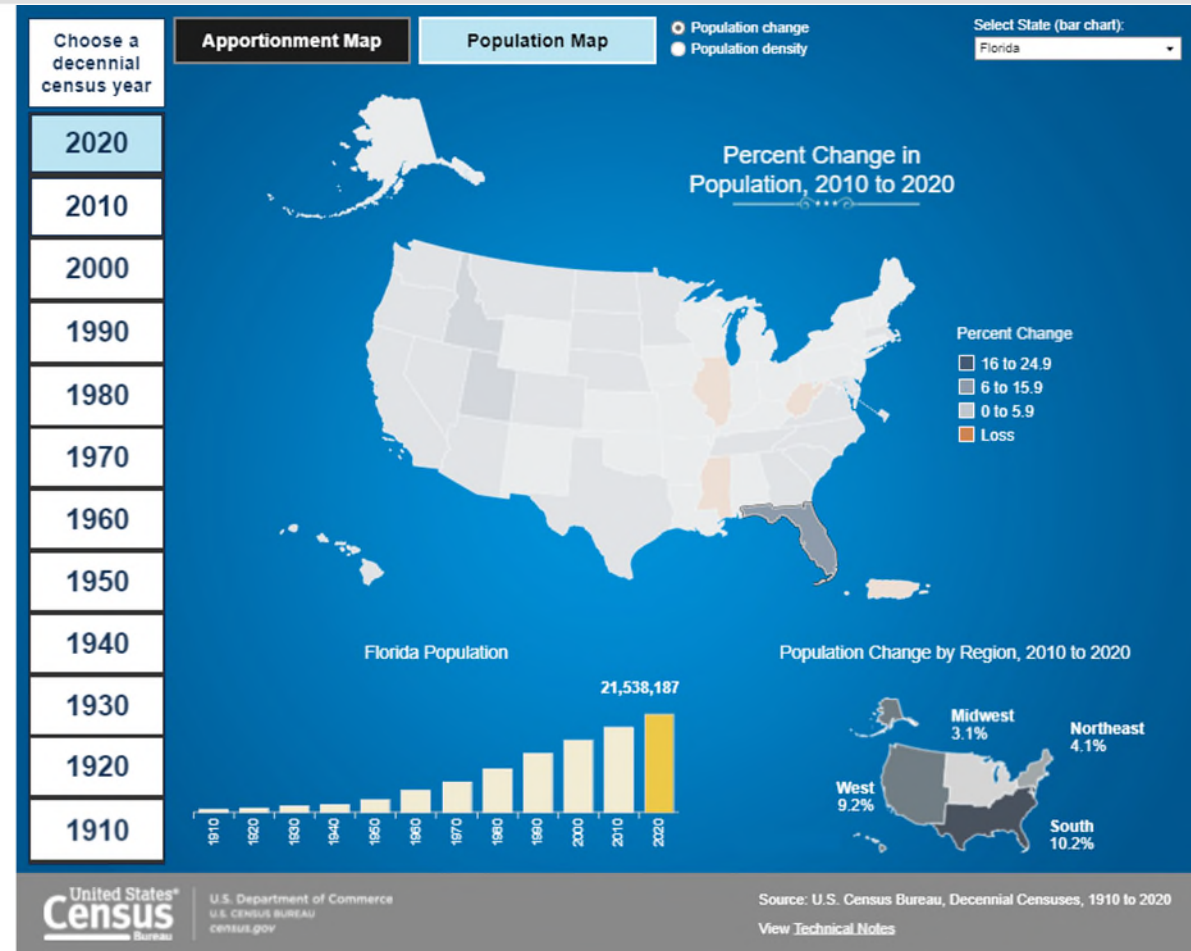 Choose a
decennial
census year
2020
2010
2000
1990
1980
1970
1960
1950
1940
1930
1920
1910
Apportionment Map
Population Map
Population change
Population density
Select State (bar chart):
Florida
Percent Change in
Population, 2010 to 2020
Percent Change
16 to 24.9
6 to 15.9
0 to 5.9
Loss
Florida Population
21,538,187
1910
1920
1930
1940
1950
1960
1970
1980
1990
2000
2010
2020
Population Change by Region, 2010 to 2020
Midwest
3.1%
Northeast
4.1%
West
9.2%
South
10.2%
United States®
Census
Bureau
U.S. Department of Commerce
U.S. CENSUS BUREAU
census.gov
Source: U.S. Census Bureau, Decennial Censuses, 1910 to 2020
View Technical Notes